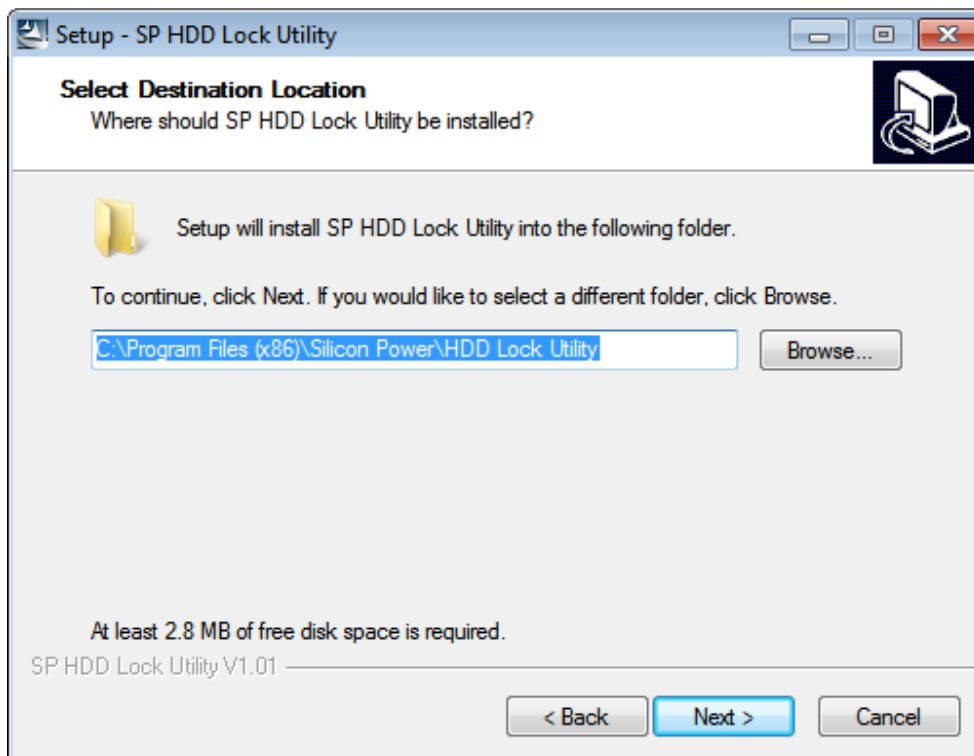 Setup - SP HDD Lock Utility
Select Destination Location
Where should SP HDD Lock Utility be installed?
Setup will install SP HDD Lock Utility into the following folder.
To continue, click Next. If you would like to select a different folder, click Browse.
C:\Program Files (x86)\Silicon Power\HDD Lock Utility
Browse...
At least 2.8 MB of free disk space is required.
SP HDD Lock Utility V1.01
< Back
Next >
Cancel